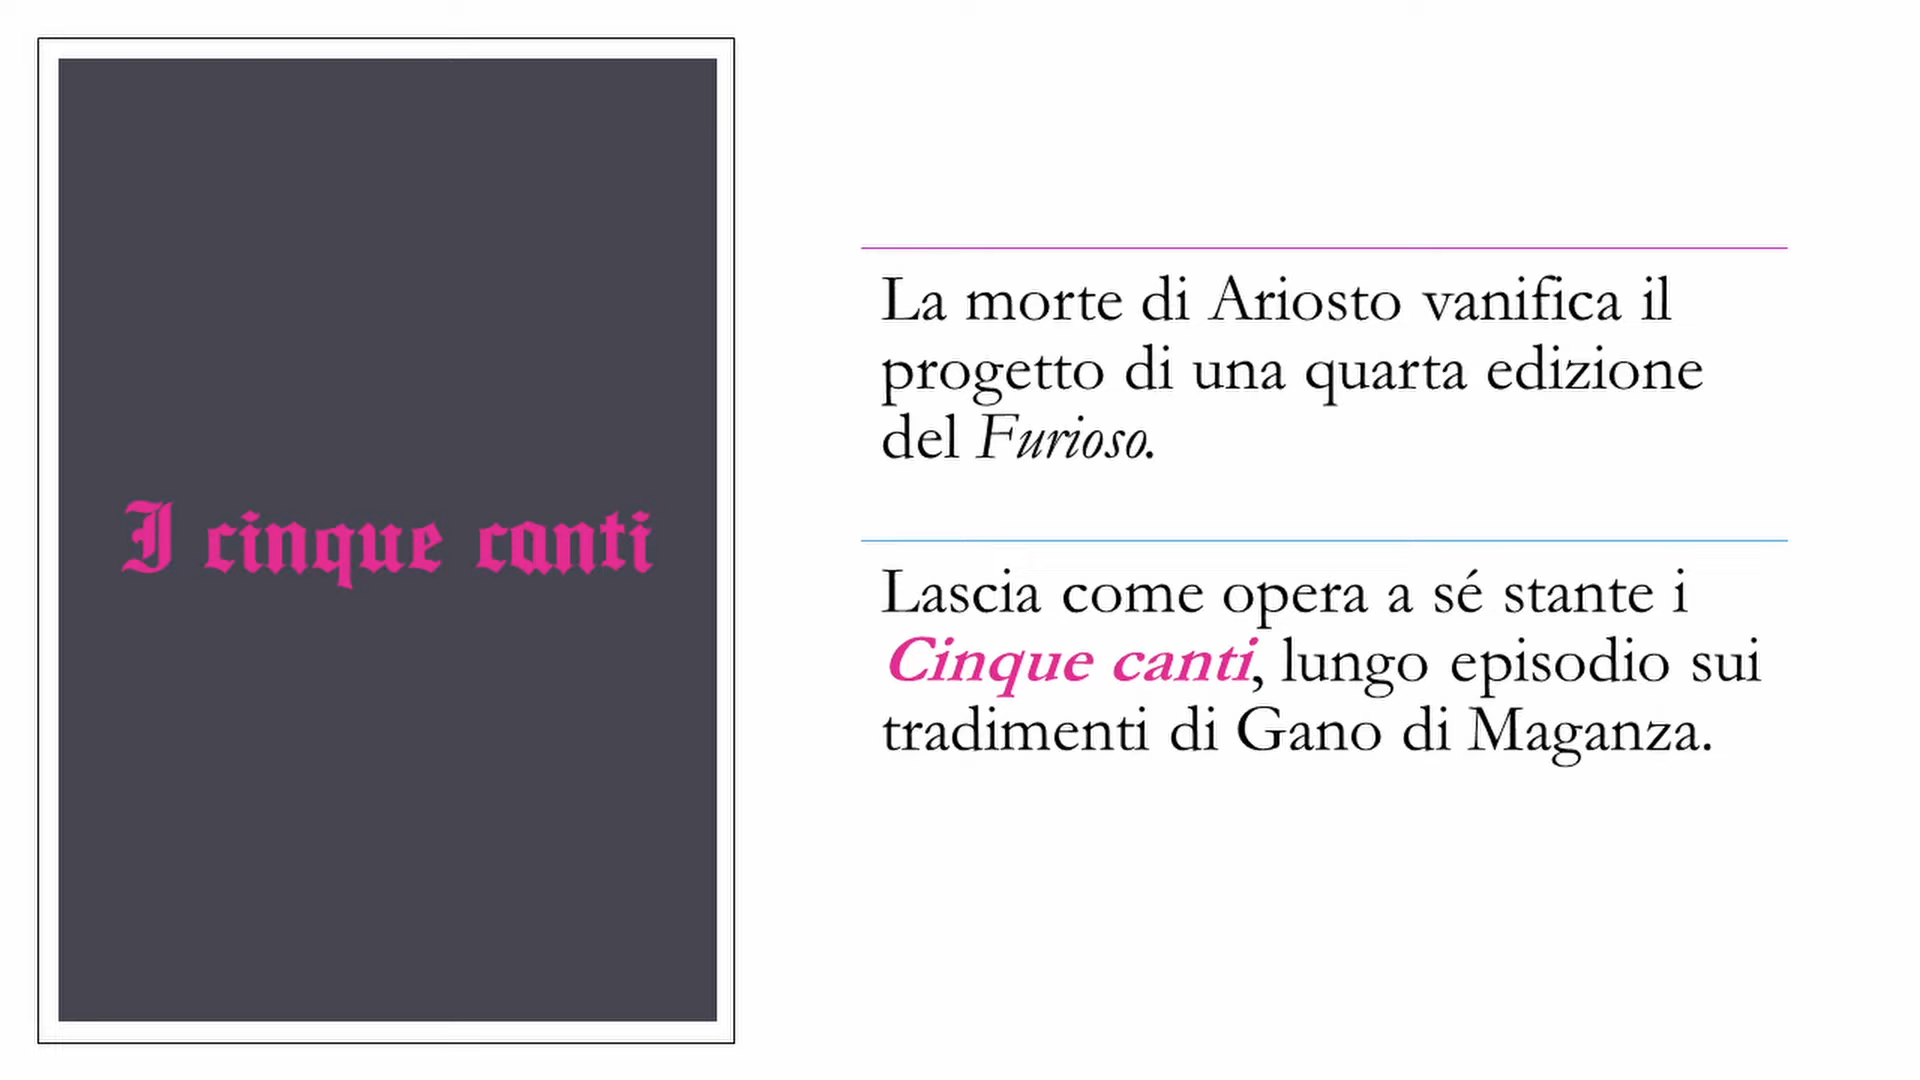 I cinque canti
La morte di Ariosto vanifica il
progetto di una quarta edizione
del Furioso.
Lascia come opera a sé stante i
Cinque canti, lungo episodio sui
tradimenti di Gano di Maganza.